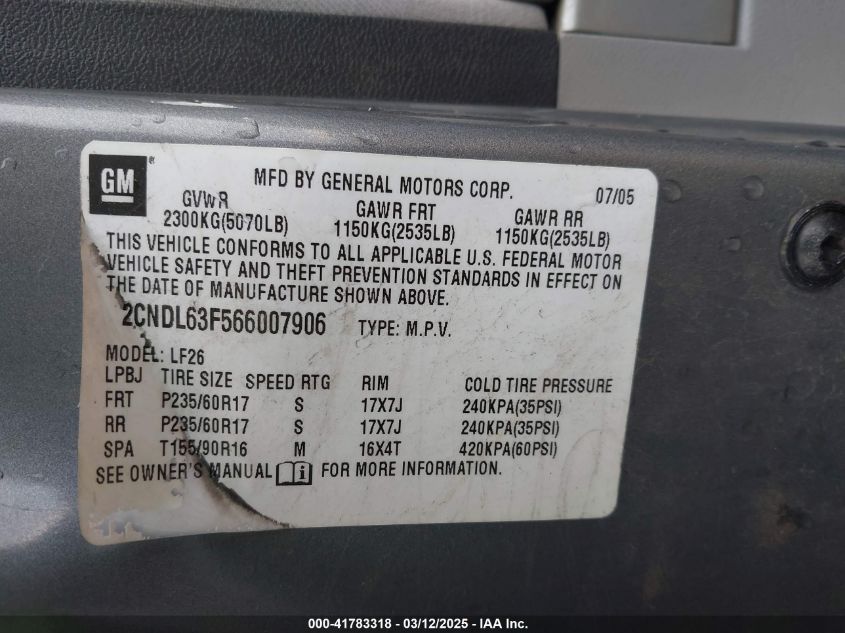 GM ®
MFD BY GENERAL MOTORS CORP. 07/05
GVWR GAWR FRT GAWR RR
2300KG(5070LB) 1150KG(2535LB) 1150KG(2535LB)
THIS VEHICLE CONFORMS TO ALL APPLICABLE U.S. FEDERAL MOTOR
VEHICLE SAFETY AND THEFT PREVENTION STANDARDS IN EFFECT ON
THE DATE OF MANUFACTURE SHOWN ABOVE.
2CNDL63F566007906 TYPE: M.P.V.
MODEL: LF26
LPBJ TIRE SIZE SPEED RTG RIM COLD TIRE PRESSURE
FRT P235/60R17 S 17X7J 240KPA(35PSI)
RR P235/60R17 S 17X7J 240KPA(35PSI)
SPA T155/90R16 M 16X4T 420KPA(60PSI)
SEE OWNER'S MANUAL i FOR MORE INFORMATION.
000-41783318 - 03/12/2025 - IAA Inc.